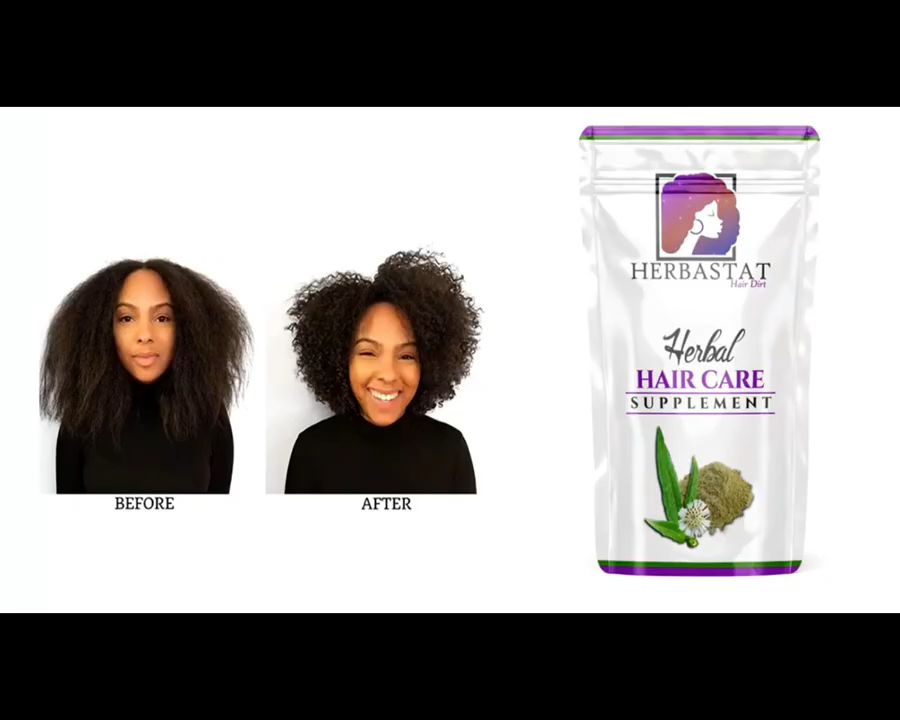 BEFORE
AFTER
HERBASTAT
Hair Dirt
Herbal
HAIR CARE
SUPPLEMENT